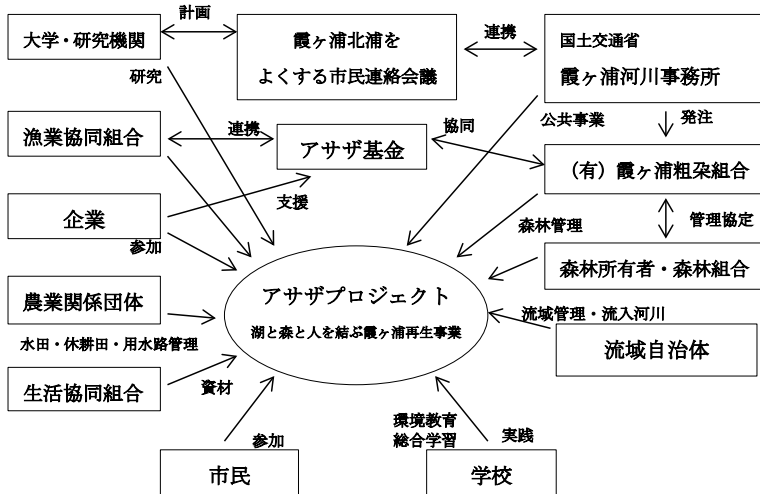 計画
大学・研究機関
霞ヶ浦北浦を
よくする市民連絡会議
連携
国土交通省
霞ヶ浦河川事務所
研究
公共事業
発注
漁業協同組合
連携
アサザ基金
協同
（有）霞ヶ浦粗朶組合
企業
支援
参加
森林管理
管理協定
森林所有者・森林組合
農業関係団体
アサザプロジェクト
湖と森と人を結ぶ霞ヶ浦再生事業
流域管理・流入河川
水田・休耕田・用水路管理
流域自治体
生活協同組合
資材
参加
環境教育
総合学習
実践
市民
学校